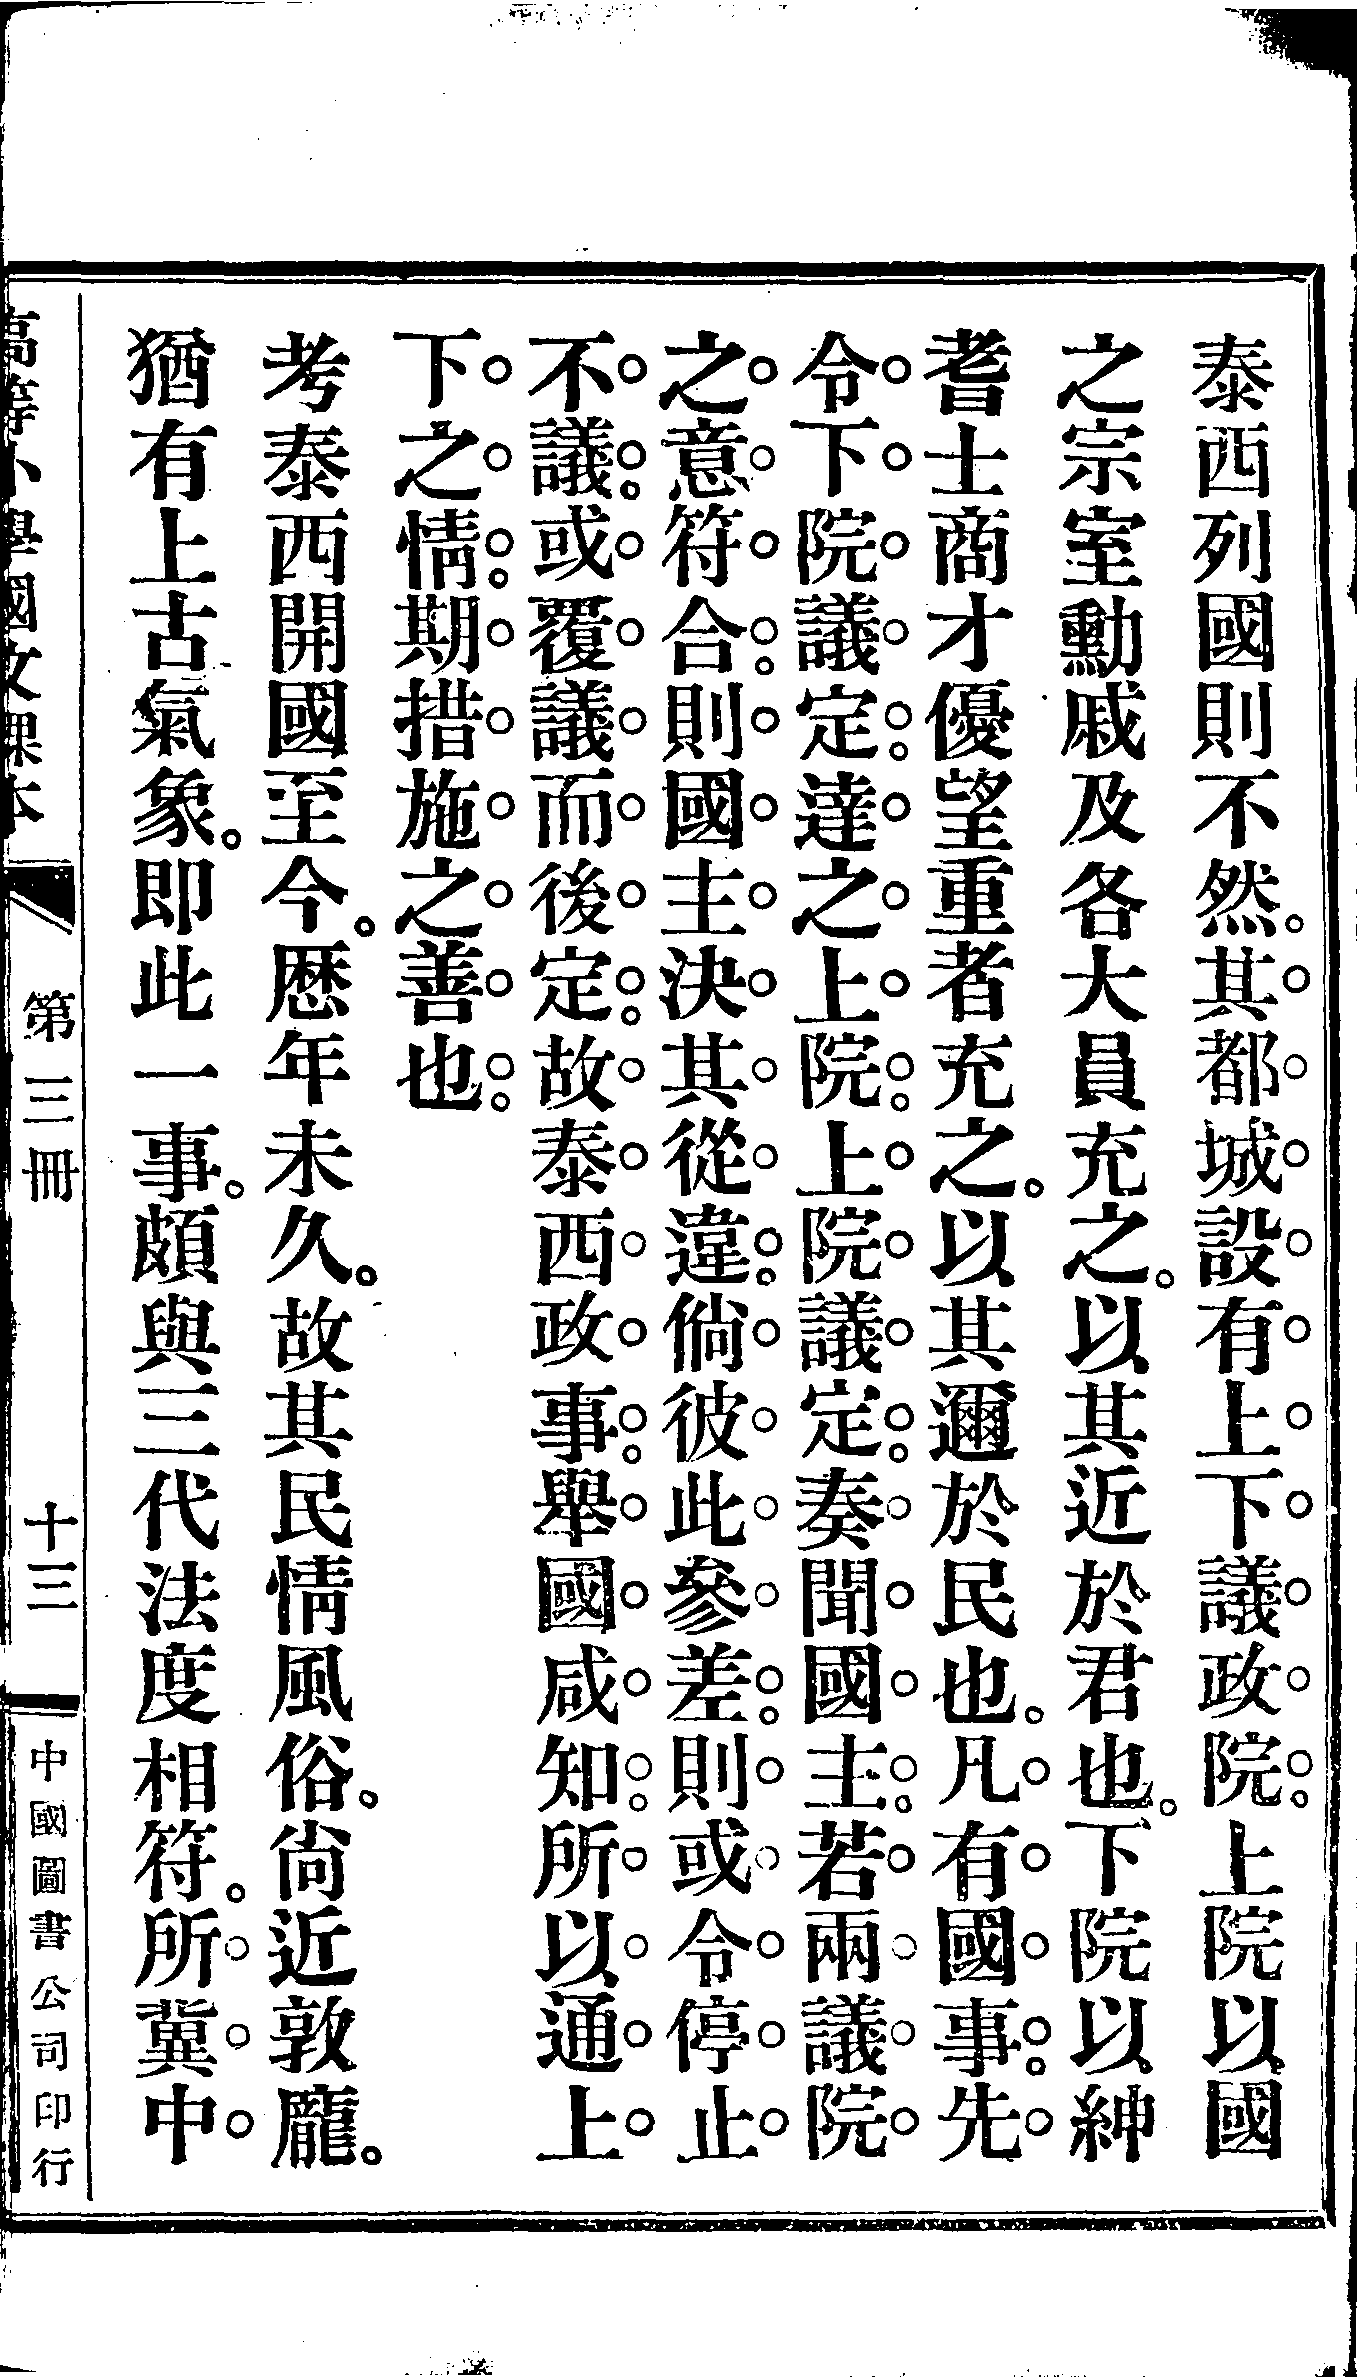 泰西列國則不然。其都城設有上下議政院。上院以國
之宗室勳戚及各大員充之。以其近於君也。下院以紳
耆士商才優望重者充之。以其邇於民也。凡有國事。先
令下院議定。達之上院。上院議定。奏聞國主。若兩議院
之意符合。則國主決其從違。倘彼此參差。則或令停止
不議。或覆議而後定。故泰西政事。舉國咸知。所以通上
下之情。期措施之善也。
考泰西開國至今。歷年未久。故其民情風俗。尙近敦龐。
猶有上古氣象。即此一事。頗與三代法度相符。所冀中
高等小學國文課本
第三冊
十三
中國圖書公司印行